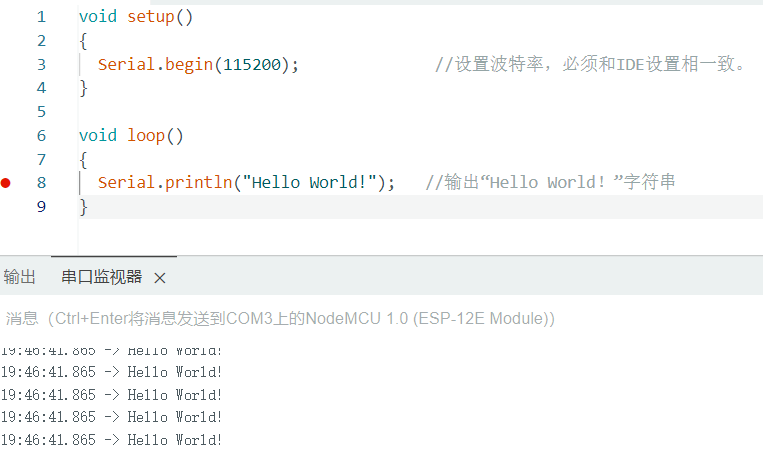 1 void setup()
2 {
3 Serial.begin(115200); //设置波特率，必须和IDE设置相一致。
4 }
5
6 void loop()
7 {
8 Serial.println("Hello World!"); //输出“Hello World！”字符串
9 }
输出 串口监视器 ×
消息（Ctrl+Enter将消息发送到COM3上的NodeMCU 1.0 (ESP-12E Module)）
19:46:41.865 -> Hello World!
19:46:41.865 -> Hello World!
19:46:41.865 -> Hello World!
19:46:41.865 -> Hello World!
19:46:41.865 -> Hello World!